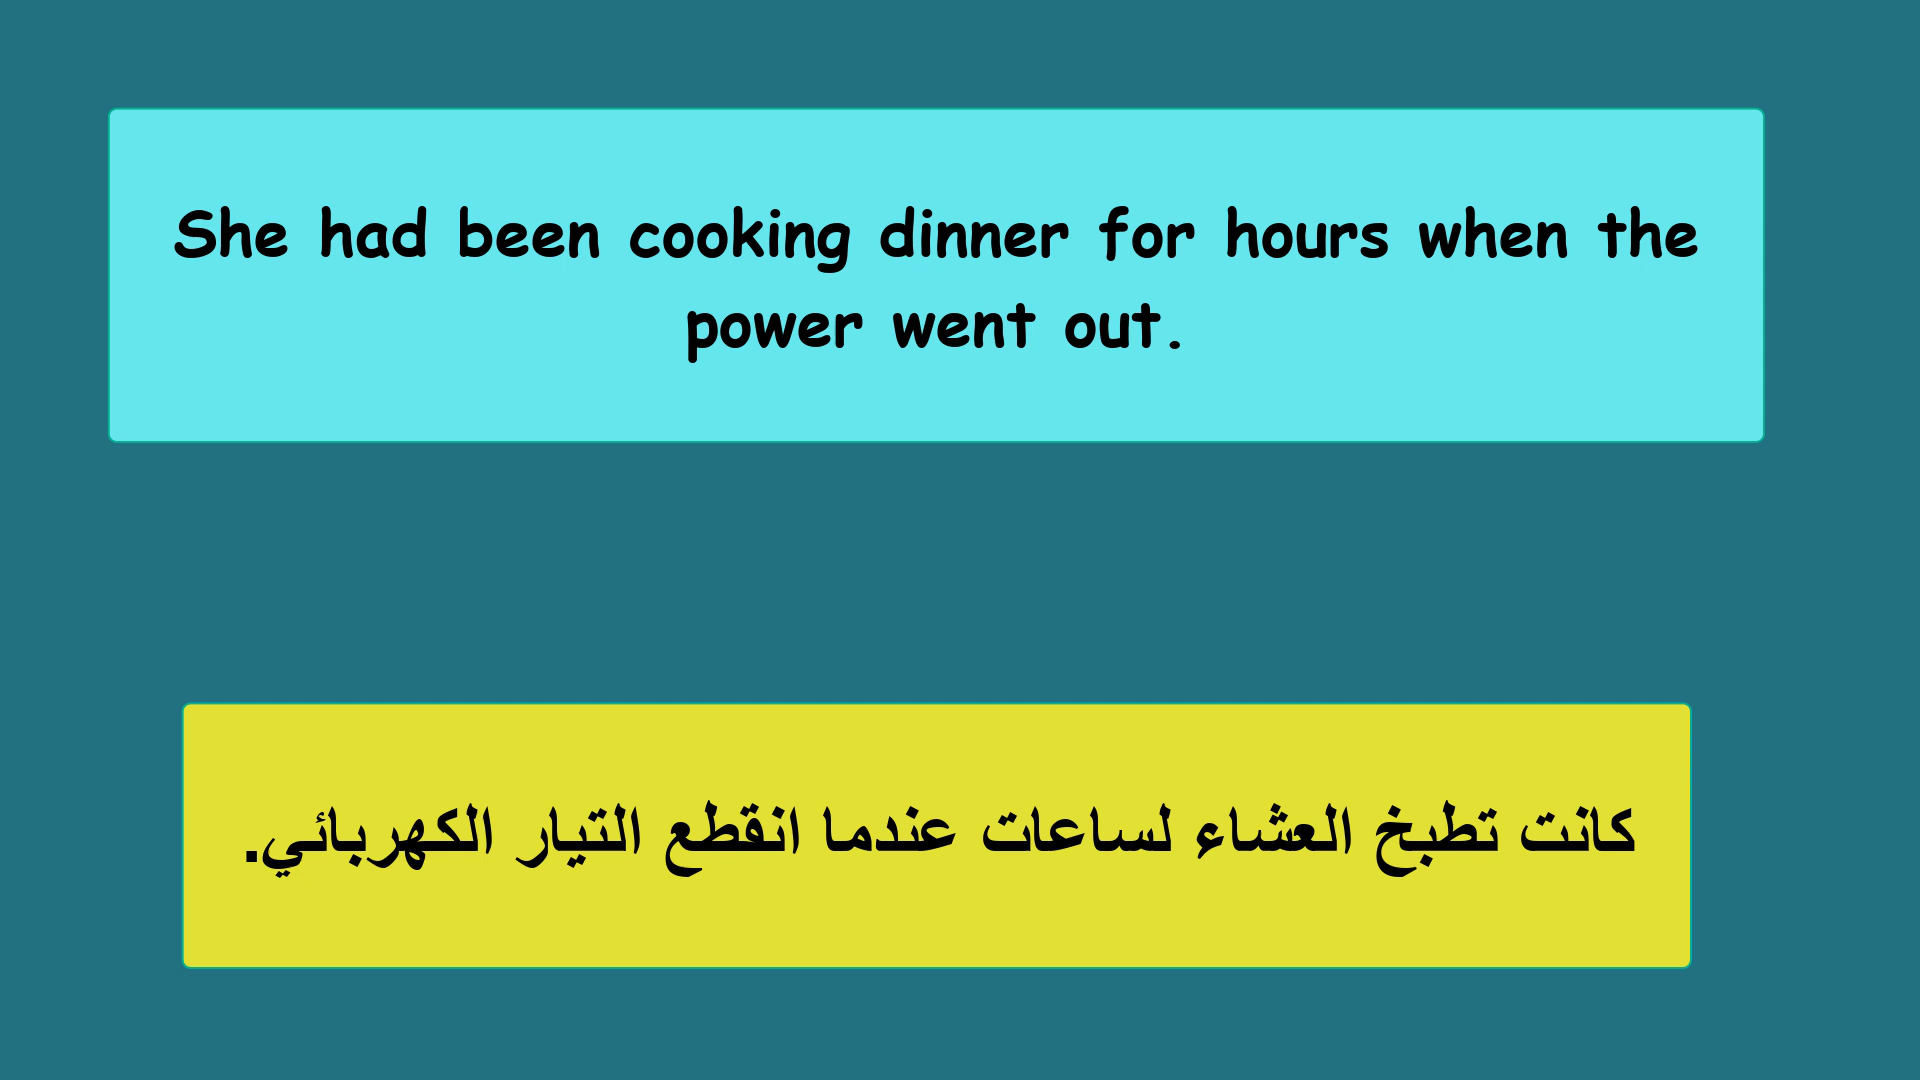 She had been cooking dinner for hours when the
power went out.
كانت تطبخ العشاء لساعات عندما انقطع التيار الكهربائي.